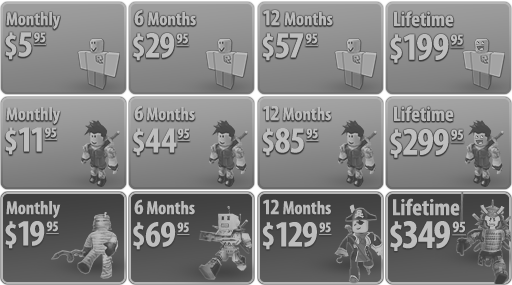 Monthly
$5.95
6 Months
$29.95
12 Months
$57.95
Lifetime
$199.95
Monthly
$11.95
6 Months
$44.95
12 Months
$85.95
Lifetime
$299.95
Monthly
$19.95
6 Months
$69.95
12 Months
$129.95
Lifetime
$349.95